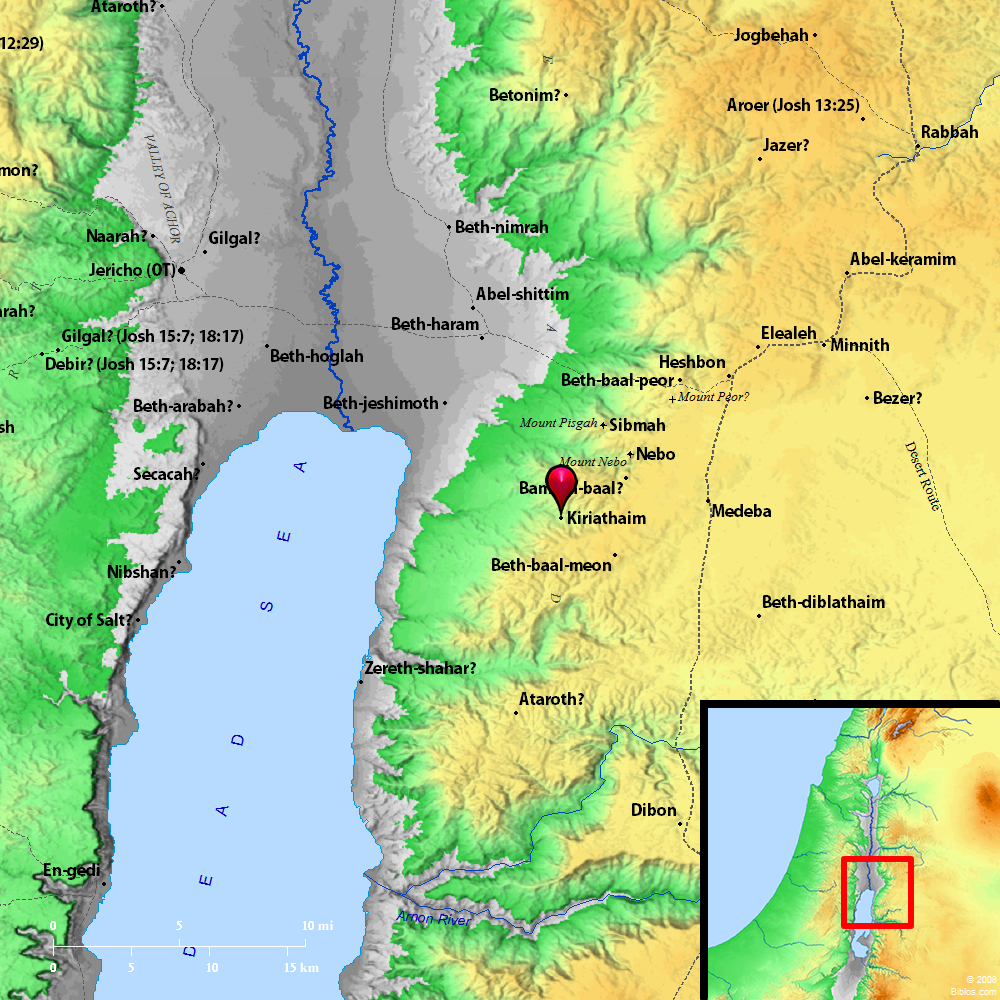 Ataroth?
12:29)
Jogbehah
E
Betonim?
Aroer (Josh 13:25)
Rabbah
Jazer?
mon?
VALLEY OF ACHOR
Naarah?
Gilgal?
Beth-nimrah
Jericho (OT)
Abel-keramim
Abel-shittim
arah?
Beth-haram
A
Gilgal? (Josh 15:7; 18:17)
Elealeh
Minnith
Debir? (Josh 15:7; 18:17)
Beth-hoglah
Heshbon
R
Beth-baal-peor
Mount Peor?
Beth-arabah?
Beth-jeshimoth
Bezer?
sh
Mount Pisgah
Sibmah
Nebo
Mount Nebo
Secacah?
Desert Route
-baal?
Kiriathaim
Medeba
Nibshan?
Beth-baal-meon
D
Beth-diblathaim
City of Salt?
Zereth-shahar?
Ataroth?
DEAD SEA
Dibon
En-gedi
Arnon River
0 5 10 mi
0 5 10 15 km
© 2008
Biblos.com